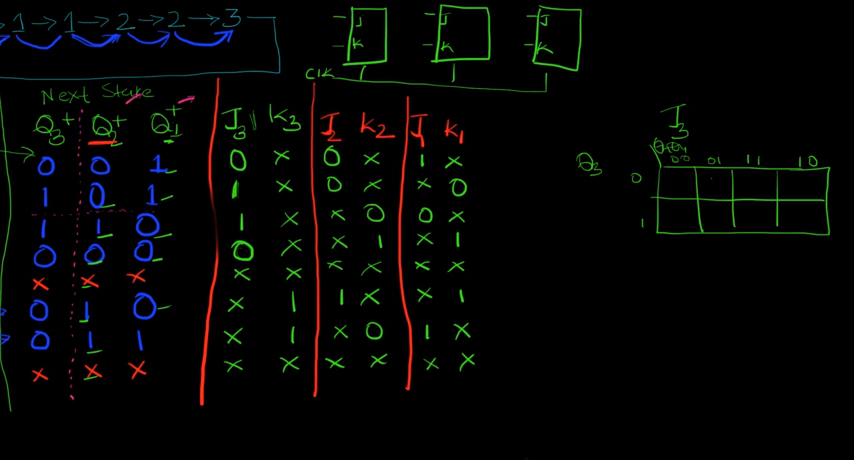 1 → 1 → 2 → 2 → 3
J
K
J
K
J
K
CLK
Next State
Q3+ Q2+ Q1+ J3 K3 J2 K2 J1 K1
0 0 1 0 x 0 x 1 x
1 0 1 1 x 0 x x 0
1 1 0 1 x x 0 0 x
0 0 0 0 x x 1 x 1
x x x x x x x x x
0 1 0 x 1 1 x x 1
0 1 1 x 1 x 0 1 x
x x x x x x x x x
J3
Q3
00 01 11 10
0
1